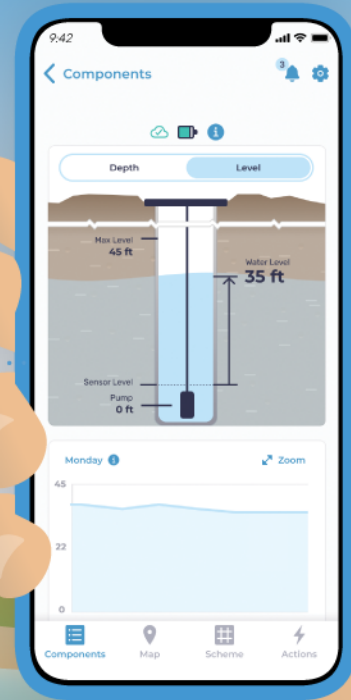 9:42
Components
3
i
Depth
Level
Max Level
45 ft
Water Level
35 ft
Sensor Level
Pump
0 ft
Monday i
Zoom
45
22
0
Components
Map
Scheme
Actions